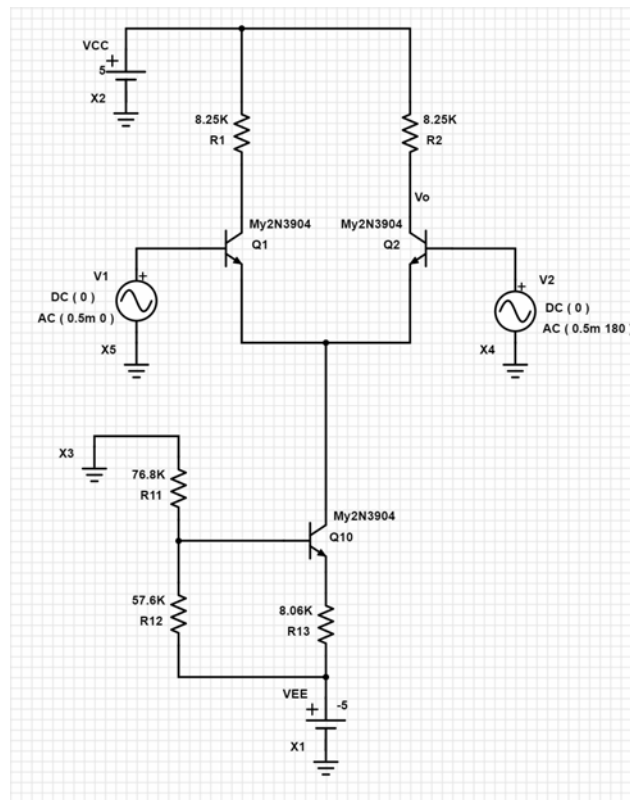 VCC
+
5
X2
8.25K
R1
8.25K
R2
Vo
My2N3904
Q1
My2N3904
Q2
V1
+
DC ( 0 )
AC ( 0.5m 0 )
X5
V2
+
DC ( 0 )
AC ( 0.5m 180 )
X4
X3
76.8K
R11
My2N3904
Q10
57.6K
R12
8.06K
R13
VEE
-5
+
X1